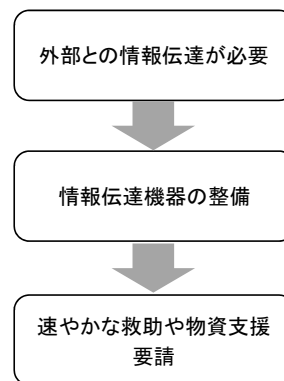 外部との情報伝達が必要
情報伝達機器の整備
速やかな救助や物資支援
要請